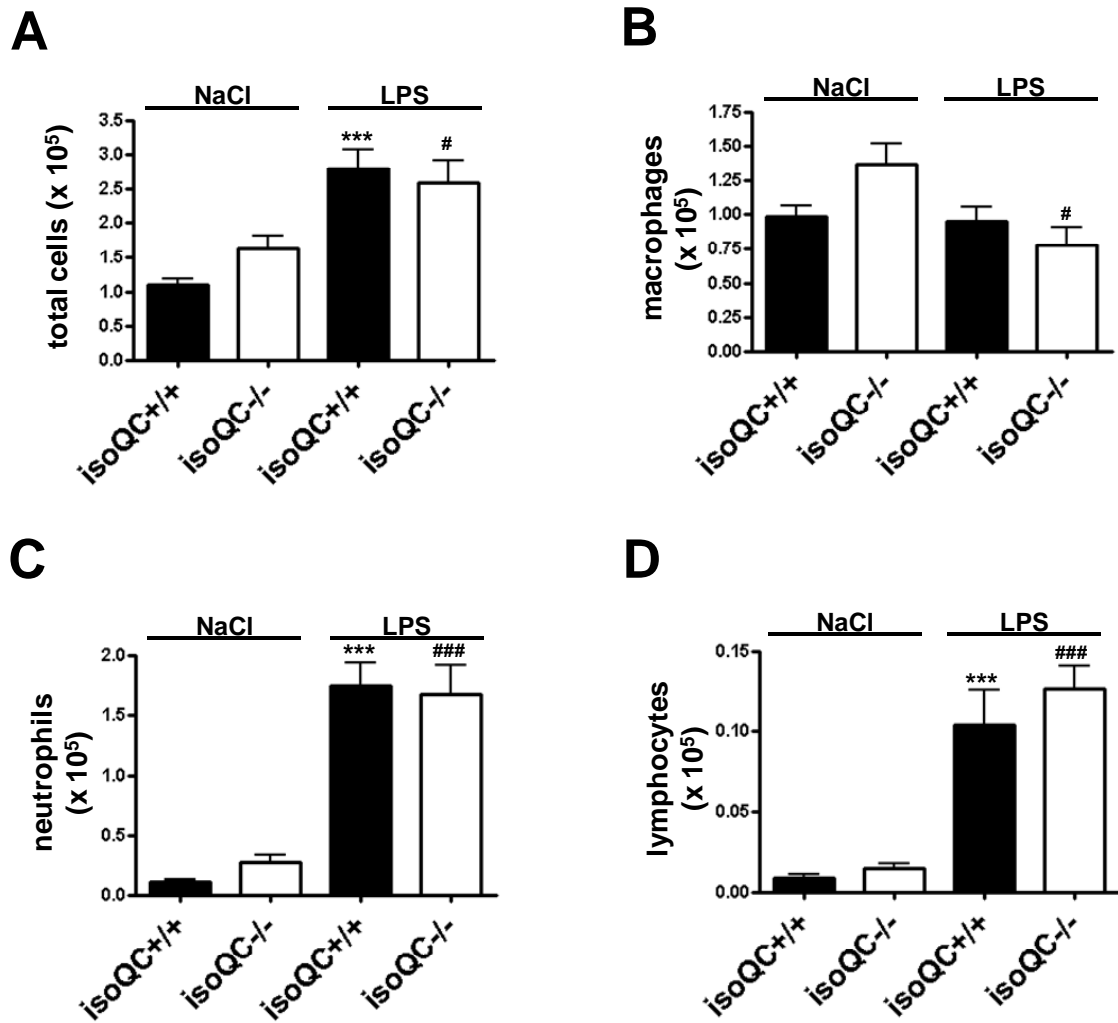 A
NaCl LPS
total cells (x 10⁵)
3.5
3.0
2.5
2.0
1.5
1.0
0.5
0.0
*** #
isoQC+/+ isoQC-/- isoQC+/+ isoQC-/-
B
NaCl LPS
macrophages
(x 10⁵)
1.75
1.50
1.25
1.00
0.75
0.50
0.25
0.00
#
isoQC+/+ isoQC-/- isoQC+/+ isoQC-/-
C
NaCl LPS
neutrophils
(x 10⁵)
2.0
1.5
1.0
0.5
0.0
*** ###
isoQC+/+ isoQC-/- isoQC+/+ isoQC-/-
D
NaCl LPS
lymphocytes
(x 10⁵)
0.15
0.10
0.05
0.00
*** ###
isoQC+/+ isoQC-/- isoQC+/+ isoQC-/-